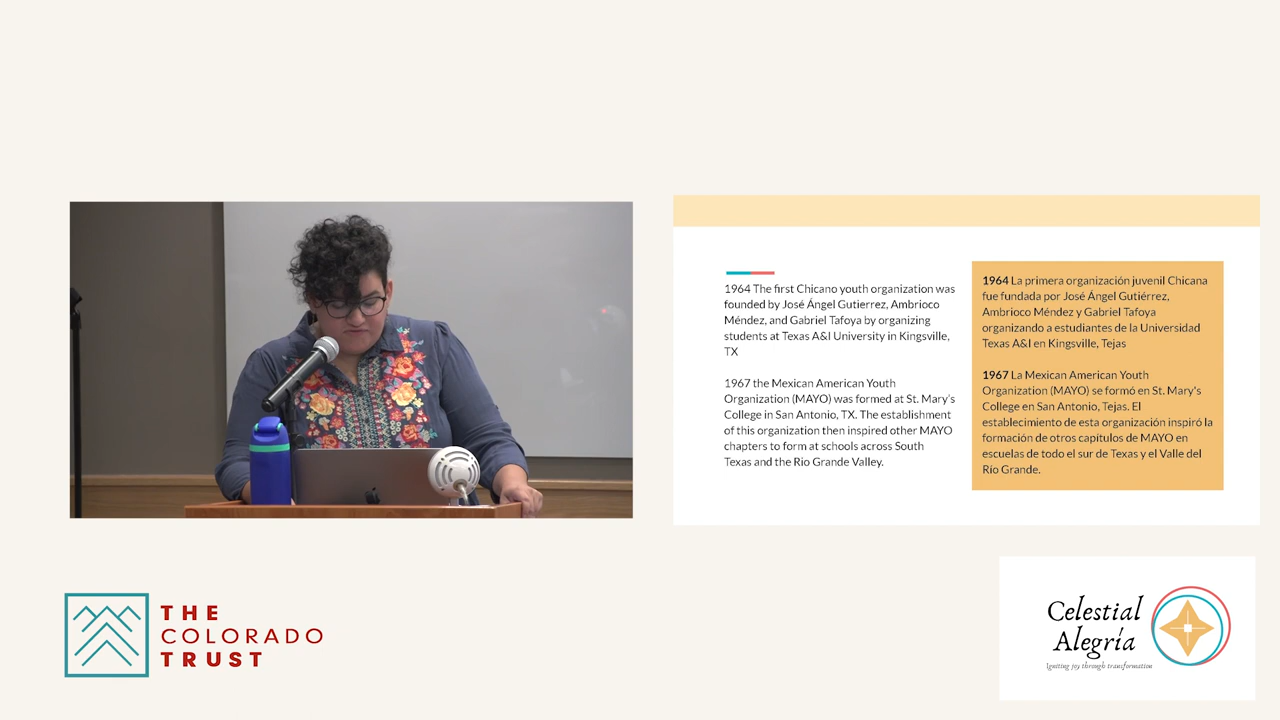 1964 The first Chicano youth organization was
founded by José Ángel Gutierrez, Ambrioco
Méndez, and Gabriel Tafoya by organizing
students at Texas A&I University in Kingsville,
TX
1967 the Mexican American Youth
Organization (MAYO) was formed at St. Mary's
College in San Antonio, TX. The establishment
of this organization then inspired other MAYO
chapters to form at schools across South
Texas and the Rio Grande Valley.
1964 La primera organización juvenil Chicana
fue fundada por José Ángel Gutiérrez,
Ambrioco Méndez y Gabriel Tafoya
organizando a estudiantes de la Universidad
Texas A&I en Kingsville, Tejas
1967 La Mexican American Youth
Organization (MAYO) se formó en St. Mary's
College en San Antonio, Tejas. El
establecimiento de esta organización inspiró la
formación de otros capítulos de MAYO en
escuelas de todo el sur de Texas y el Valle del
Río Grande.
THE
COLORADO
TRUST
Celestial
Alegría
Igniting joy through transformation